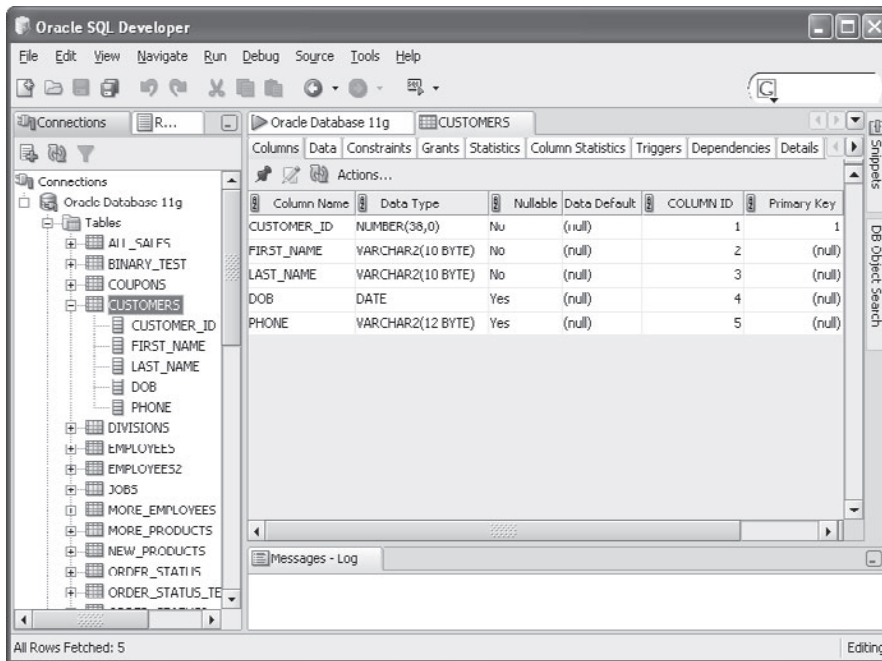 Oracle SQL Developer
File Edit View Navigate Run Debug Source Tools Help
Connections R...
Oracle Database 11g CUSTOMERS
Columns Data Constraints Grants Statistics Column Statistics Triggers Dependencies Details
Actions...
Column Name Data Type Nullable Data Default COLUMN ID Primary Key
CUSTOMER_ID NUMBER(38,0) No (null) 1 1
FIRST_NAME VARCHAR2(10 BYTE) No (null) 2 (null)
LAST_NAME VARCHAR2(10 BYTE) No (null) 3 (null)
DOB DATE Yes (null) 4 (null)
PHONE VARCHAR2(12 BYTE) Yes (null) 5 (null)
Connections
Oracle Database 11g
Tables
ALL_SALES
BINARY_TEST
COUPONS
CUSTOMERS
CUSTOMER_ID
FIRST_NAME
LAST_NAME
DOB
PHONE
DIVISIONS
EMPLOYEES
EMPLOYEES2
JOBS
MORE_EMPLOYEES
MORE_PRODUCTS
NEW_PRODUCTS
ORDER_STATUS
ORDER_STATUS_TE
Snippets
DB Object Search
Messages - Log
All Rows Fetched: 5
Editing